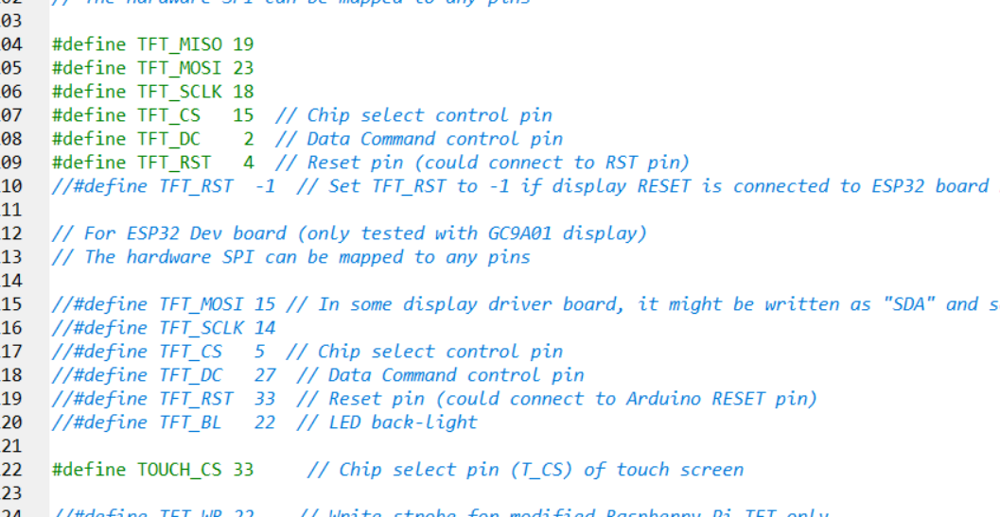 02 // The hardware SPI can be mapped to any pins
03
04 #define TFT_MISO 19
05 #define TFT_MOSI 23
06 #define TFT_SCLK 18
07 #define TFT_CS   15  // Chip select control pin
08 #define TFT_DC    2  // Data Command control pin
09 #define TFT_RST   4  // Reset pin (could connect to RST pin)
10 //#define TFT_RST  -1  // Set TFT_RST to -1 if display RESET is connected to ESP32 board
11
12 // For ESP32 Dev board (only tested with GC9A01 display)
13 // The hardware SPI can be mapped to any pins
14
15 //#define TFT_MOSI 15 // In some display driver board, it might be written as "SDA" and s
16 //#define TFT_SCLK 14
17 //#define TFT_CS   5  // Chip select control pin
18 //#define TFT_DC   27  // Data Command control pin
19 //#define TFT_RST  33  // Reset pin (could connect to Arduino RESET pin)
20 //#define TFT_BL   22  // LED back-light
21
22 #define TOUCH_CS 33     // Chip select pin (T_CS) of touch screen
23
24 //#define TFT_WR 22    // Write strobe for modified Raspberry Pi TFT only